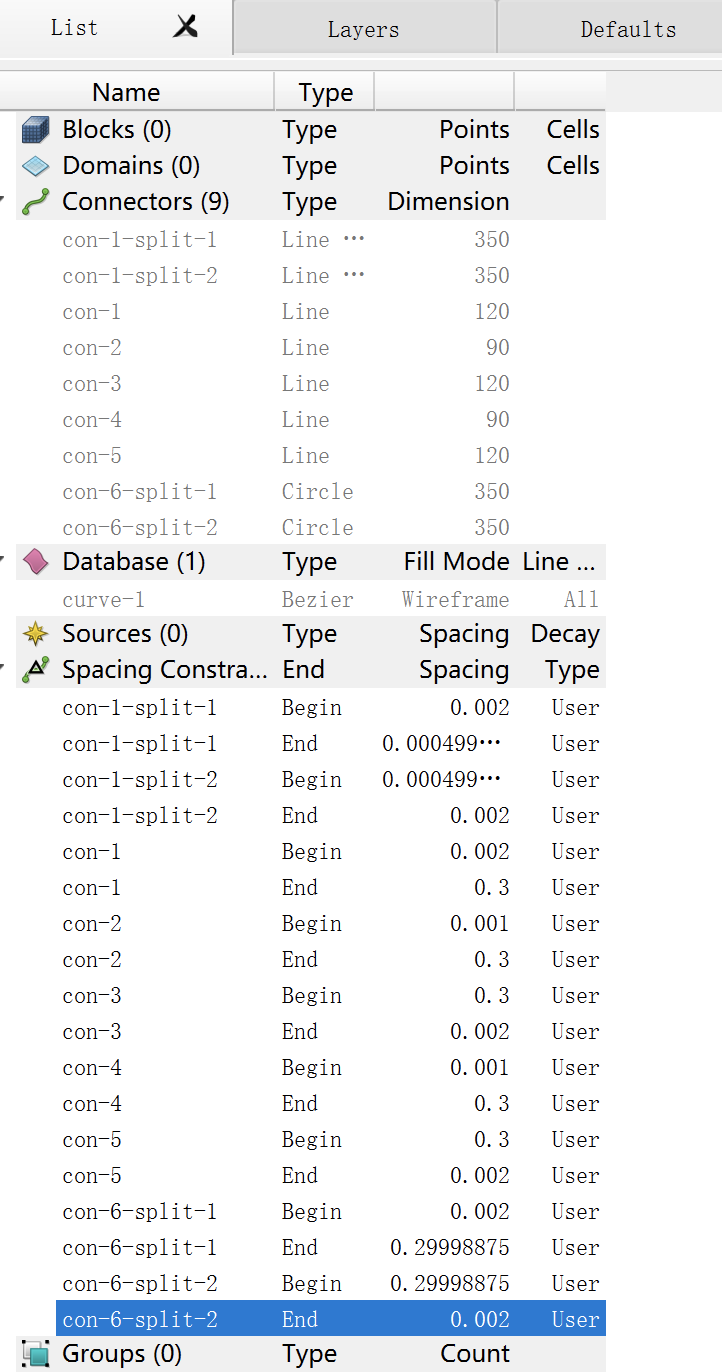 List Layers Defaults
Name Type
Blocks (0) Type Points Cells
Domains (0) Type Points Cells
Connectors (9) Type Dimension
con-1-split-1 Line … 350
con-1-split-2 Line … 350
con-1 Line 120
con-2 Line 90
con-3 Line 120
con-4 Line 90
con-5 Line 120
con-6-split-1 Circle 350
con-6-split-2 Circle 350
Database (1) Type Fill Mode Line ...
curve-1 Bezier Wireframe All
Sources (0) Type Spacing Decay
Spacing Constra... End Spacing Type
con-1-split-1 Begin 0.002 User
con-1-split-1 End 0.000499… User
con-1-split-2 Begin 0.000499… User
con-1-split-2 End 0.002 User
con-1 Begin 0.002 User
con-1 End 0.3 User
con-2 Begin 0.001 User
con-2 End 0.3 User
con-3 Begin 0.3 User
con-3 End 0.002 User
con-4 Begin 0.001 User
con-4 End 0.3 User
con-5 Begin 0.3 User
con-5 End 0.002 User
con-6-split-1 Begin 0.002 User
con-6-split-1 End 0.29998875 User
con-6-split-2 Begin 0.29998875 User
con-6-split-2 End 0.002 User
Groups (0) Type Count